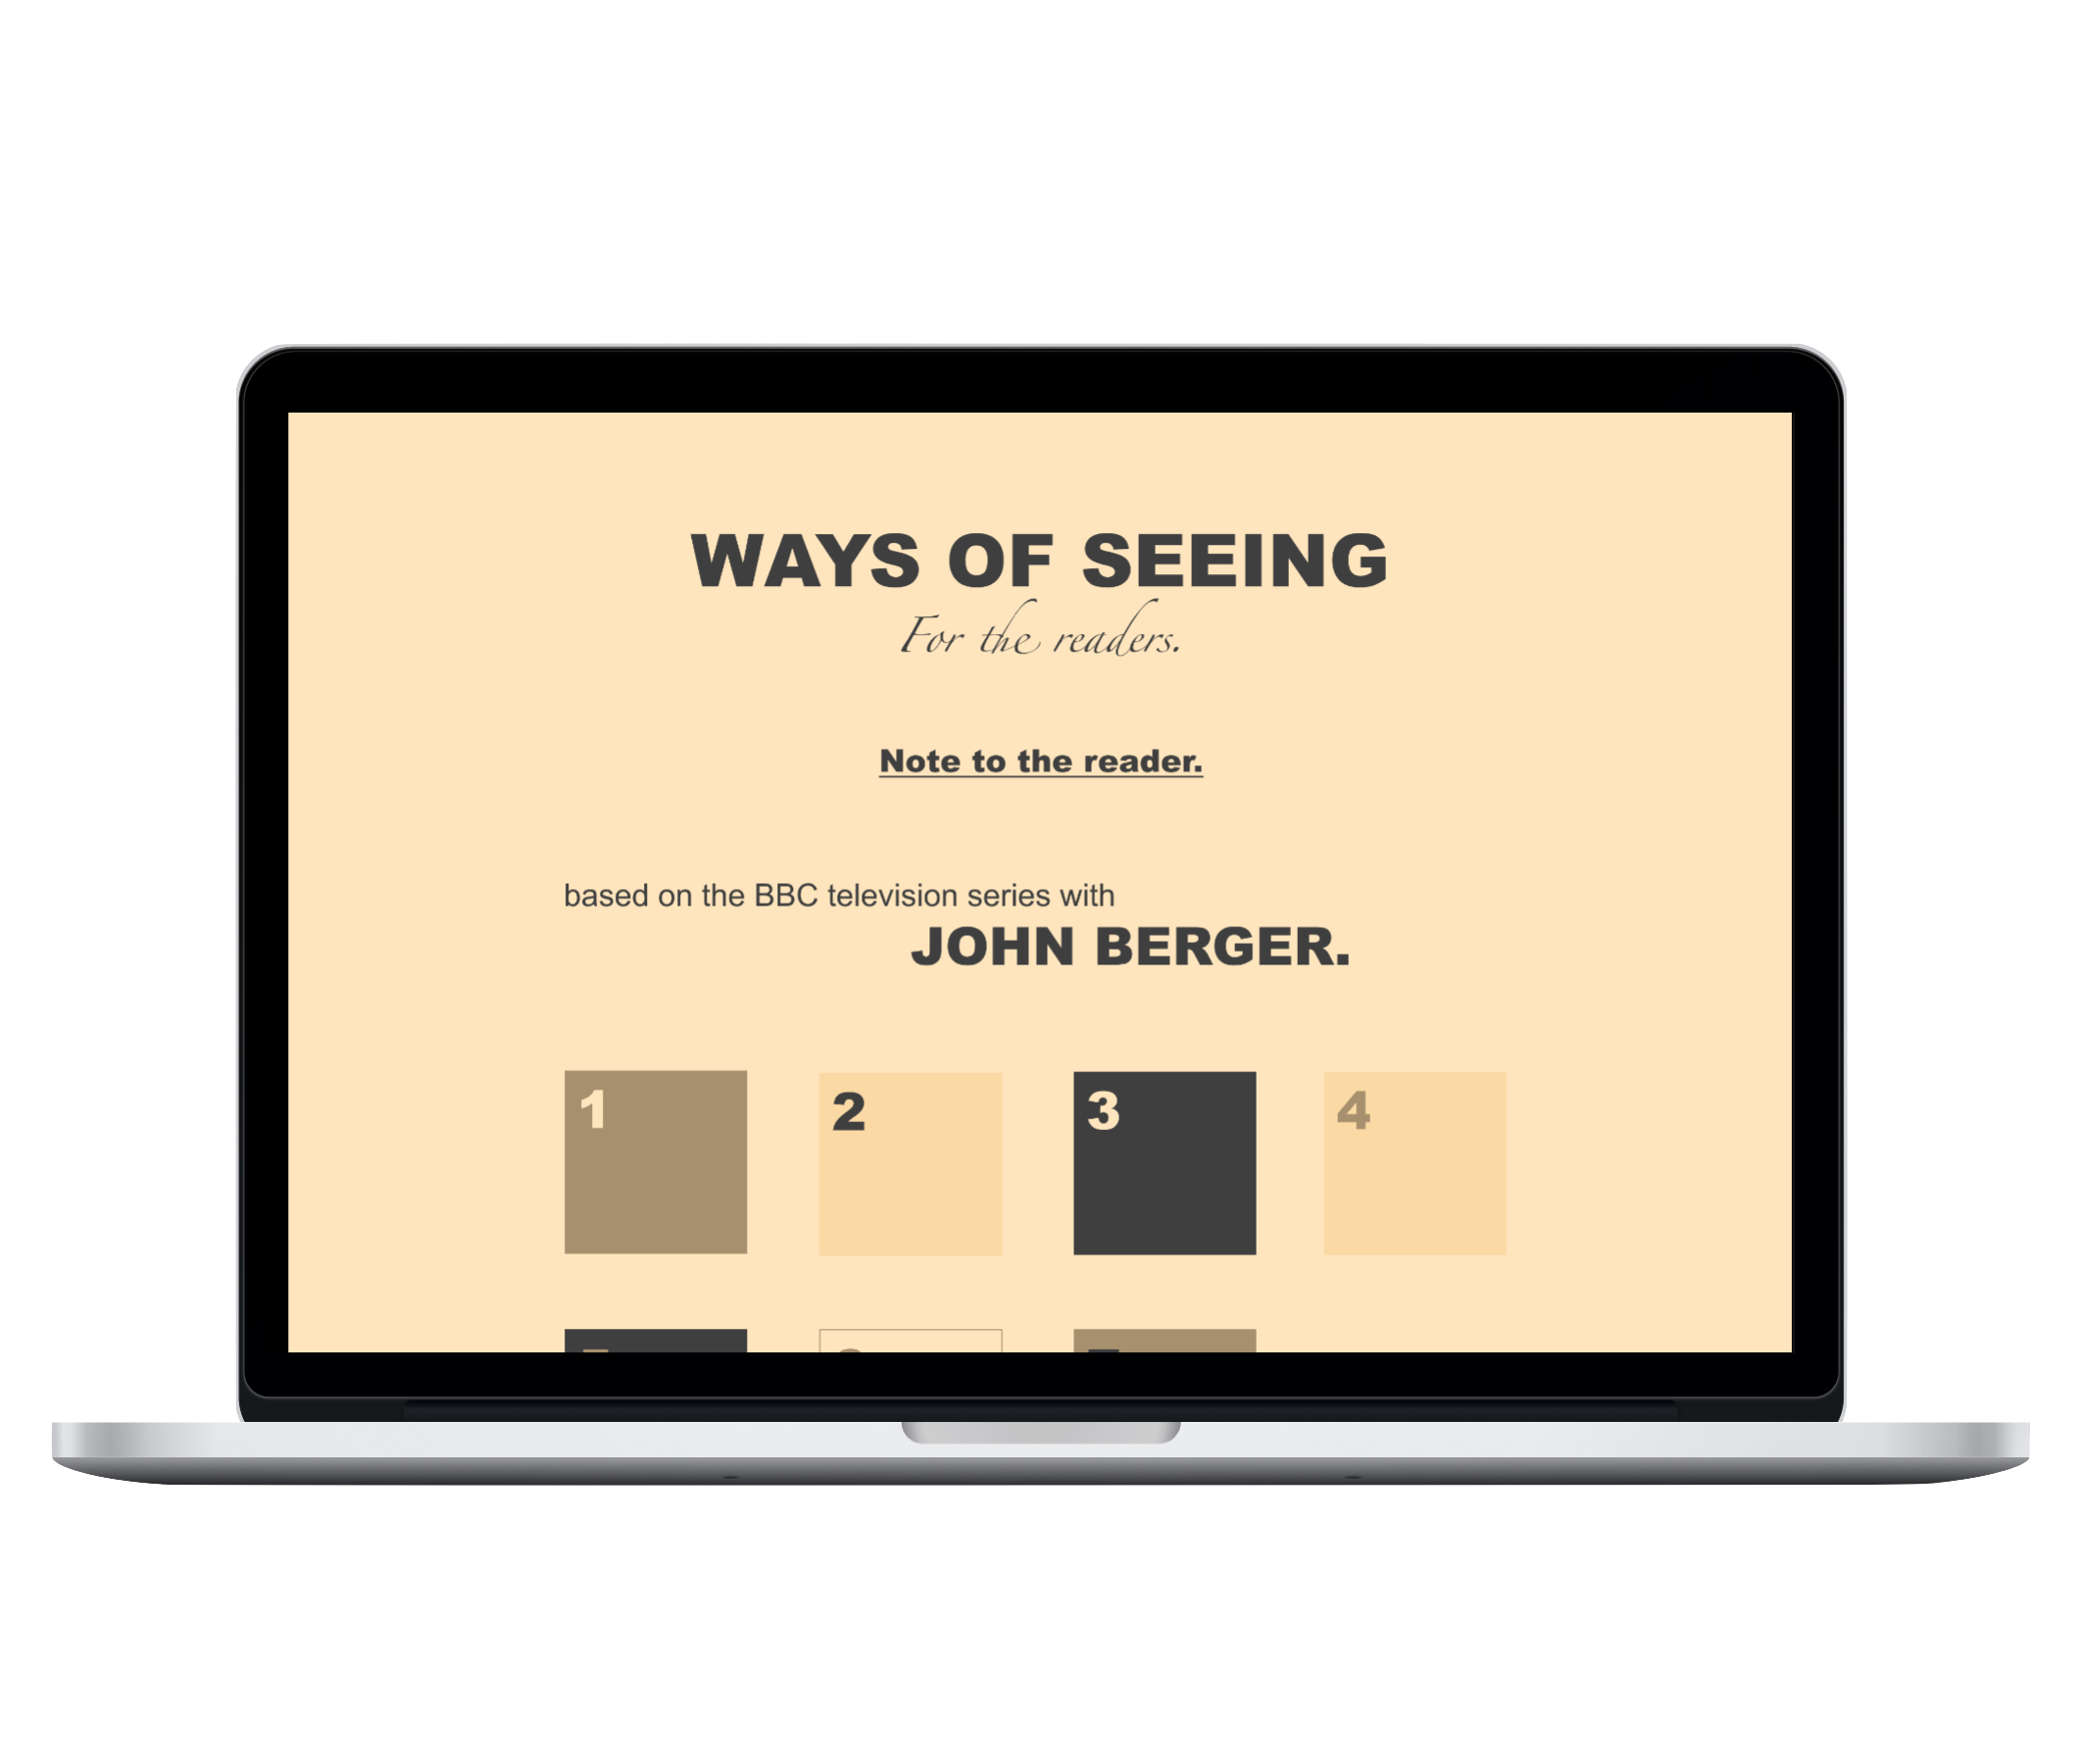 WAYS OF SEEING
For the readers.
Note to the reader.
based on the BBC television series with
JOHN BERGER.
1
2
3
4